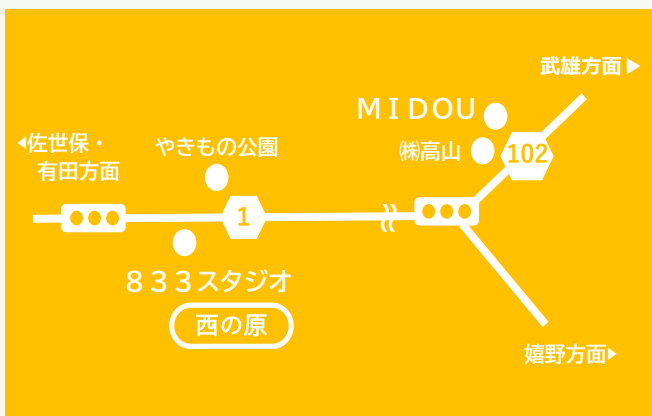 武雄方面▶
ＭＩＤＯＵ
◀佐世保・
有田方面
やきもの公園
㈱高山
102
1
８３３スタジオ
西の原
嬉野方面▶